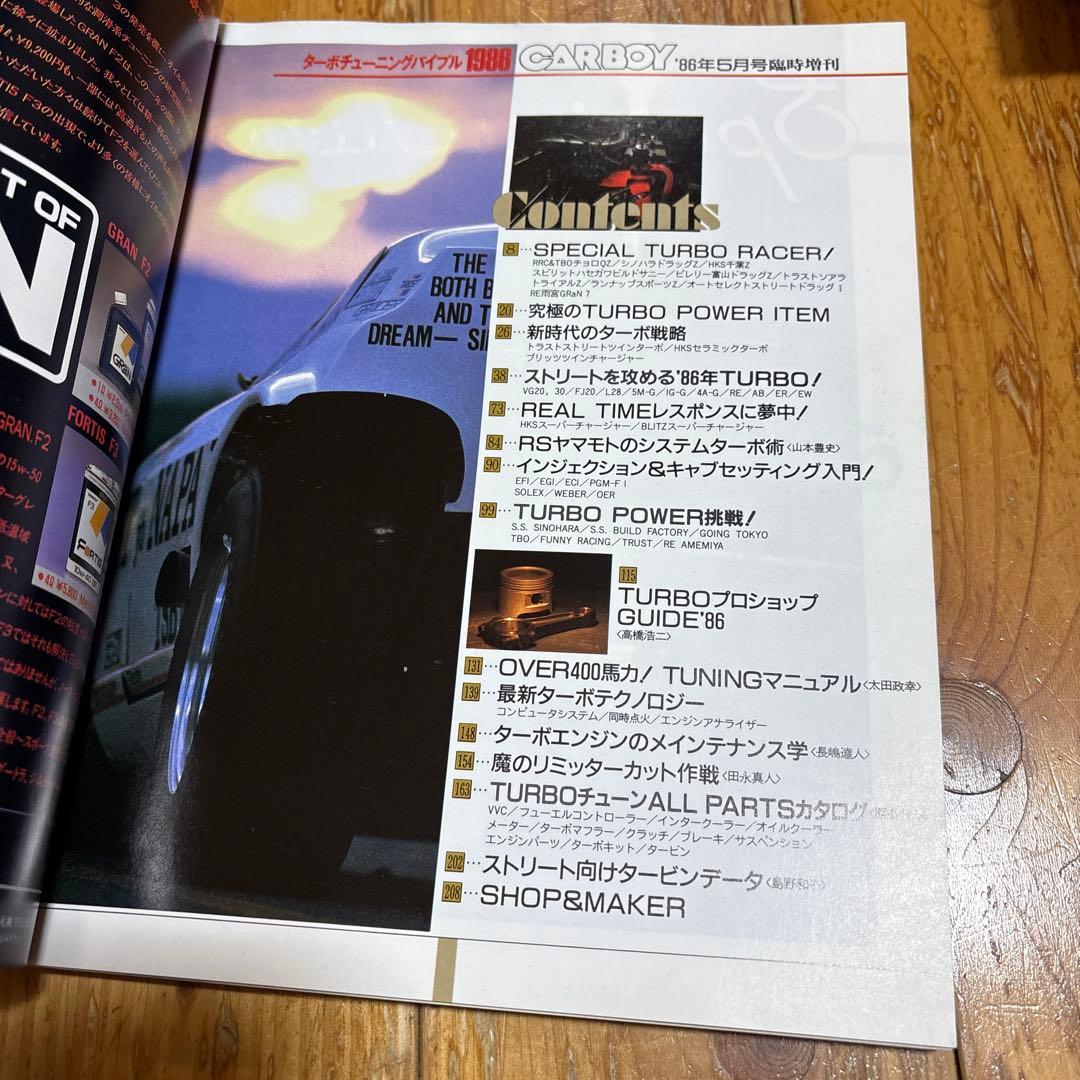 ターボチューニングバイブル1986 CARBOY '86年5月号臨時増刊
Contents
8…SPECIAL TURBO RACER!
RRC&TBOチョロQZ／シノハラドラッグZ／HKS千葉Z
スピリットハセガワビルドサニー／ピレリー富山ドラッグZ／トラストソアラ
トライアルZ／ランナップスポーツZ／オートセレクトストリートドラッグI
RE雨宮GRaN 7
20…究極のTURBO POWER ITEM
26…新時代のターボ戦略
トラストストリートツインターボ／HKSセラミックターボ
ブリッツツインチャージャー
38…ストリートを攻める'86年TURBO!
VG20, 30／FJ20／L28／5M-G／1G-G／4A-G／RE／AB／ER／EW
73…REAL TIMEレスポンスに夢中!
HKSスーパーチャージャー／BLITZスーパーチャージャー
84…RSヤマモトのシステムターボ術〈山本豊史〉
90…インジェクション&キャブセッティング入門!
EFI／EGI／ECI／PGM-FI
SOLEX／WEBER／OER
99…TURBO POWER挑戦!
S.S. SINOHARA／S.S. BUILD FACTORY／GOING TOKYO
TBO／FUNNY RACING／TRUST／RE AMEMIYA
115
TURBOプロショップ
GUIDE'86
〈高橋浩二〉
131…OVER400馬力! TUNINGマニュアル〈太田政幸〉
139…最新ターボテクノロジー
コンピュータシステム／同時点火／エンジンアナライザー
148…ターボエンジンのメインテナンス学〈長嶋達人〉
154…魔のリミッターカット作戦〈田永真人〉
163…TURBOチューンALL PARTSカタログ
VVC／フューエルコントローラー／インタークーラー／オイルクーラー
メーター／ターボマフラー／クラッチ／ブレーキ／サスペンション
エンジンパーツ／ターボキット／タービン
202…ストリート向けタービンデータ
208…SHOP&MAKER
THE
BOTH B
AND T
DREAM— SI
NAPA
T OF
N
GRAN F2
GRAN
FORTIS F3
F3
FORTIS
●4ℓ ¥5,800
GRAN. F2
の15w-50
ターグレ
低温域
又、